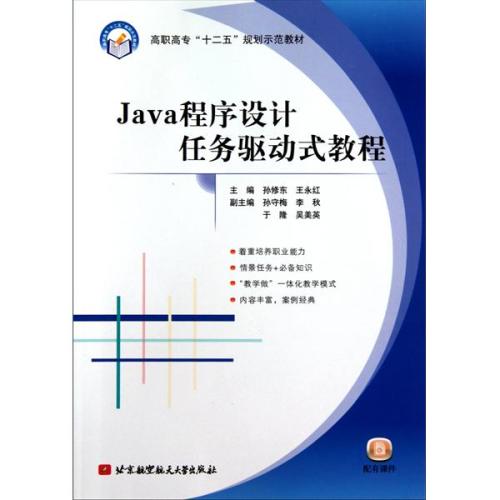 高职高专“十二五”规划示范教材
Java程序设计
任务驱动式教程
主 编 孙修东 王永红
副主编 孙守梅 李 秋
于 隆 吴美英
着重培养职业能力
情景任务+必备知识
“教学做”一体化教学模式
内容丰富，案例经典
北京航空航天大学出版社
配有课件